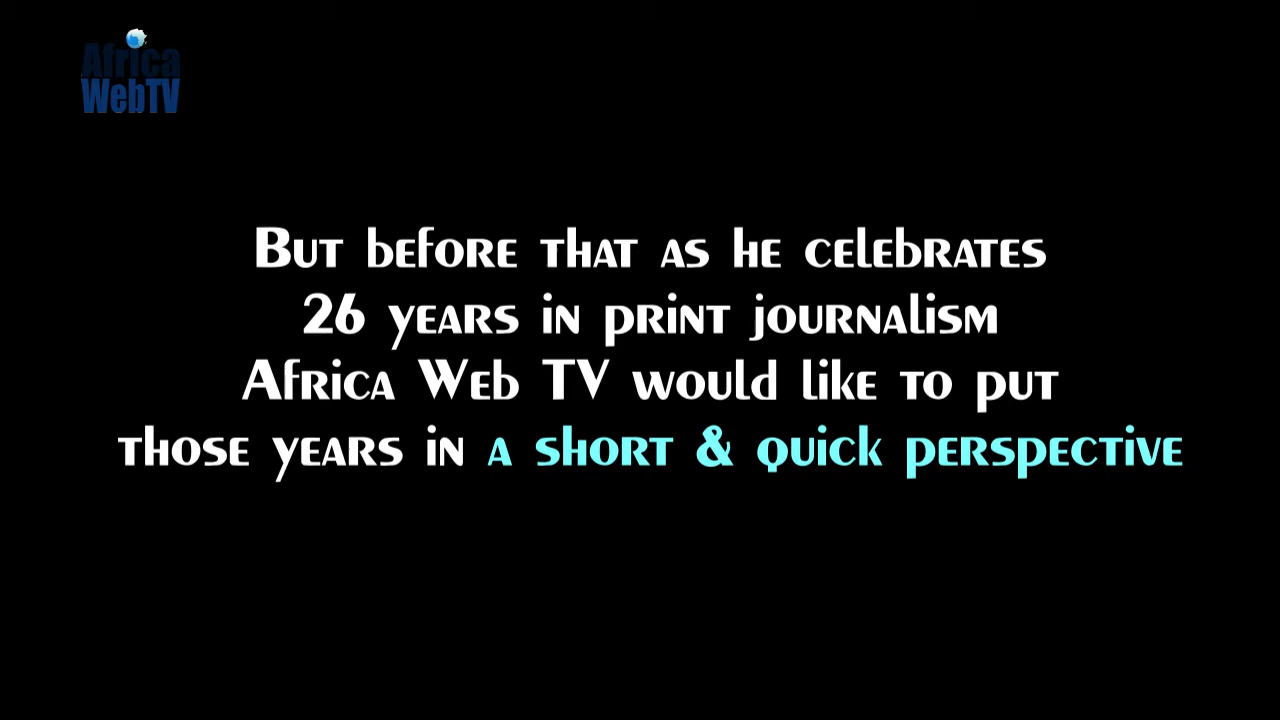 Africa
WebTV
But before that as he celebrates
26 years in print journalism
Africa Web TV would like to put
those years in a short & quick perspective